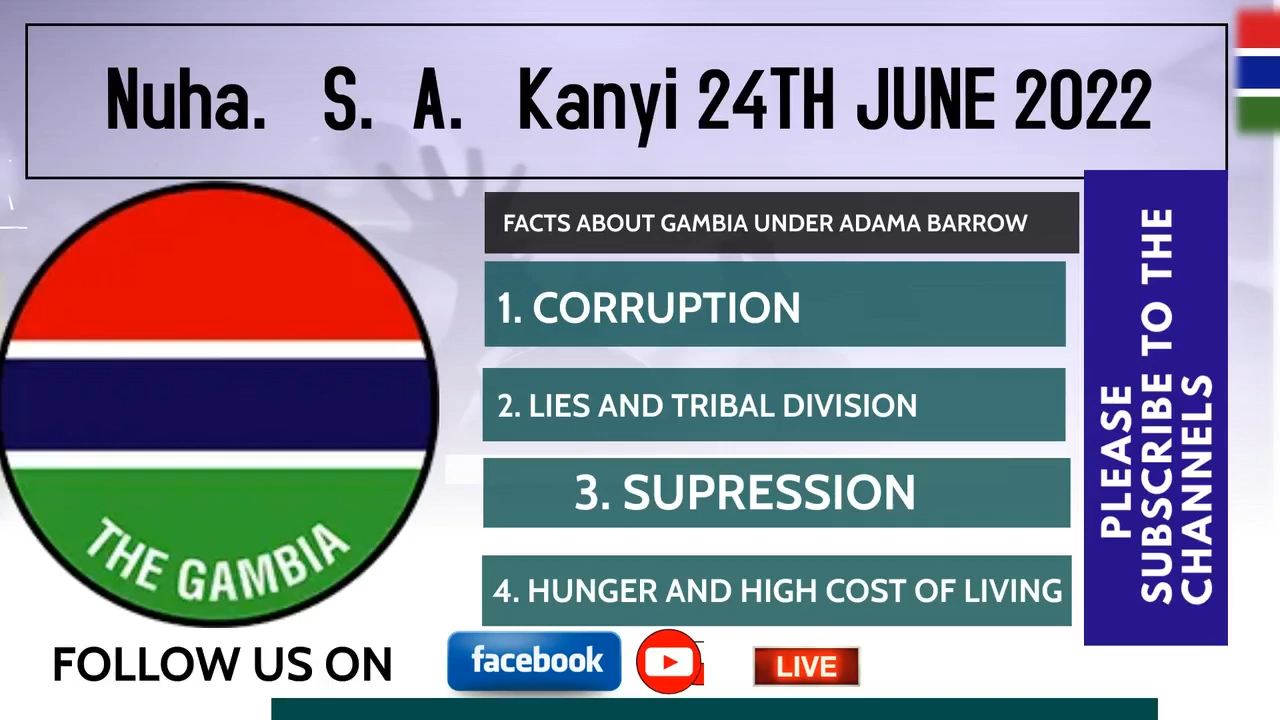 Nuha. S. A. Kanyi 24TH JUNE 2022
FACTS ABOUT GAMBIA UNDER ADAMA BARROW
1. CORRUPTION
2. LIES AND TRIBAL DIVISION
3. SUPRESSION
4. HUNGER AND HIGH COST OF LIVING
PLEASE
SUBSCRIBE TO THE
CHANNELS
THE GAMBIA
FOLLOW US ON
facebook
LIVE